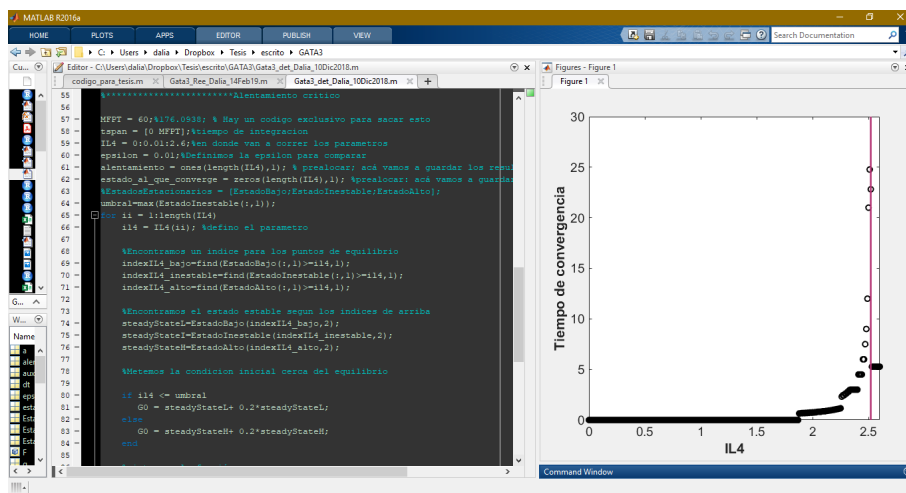 MATLAB R2016a
HOME PLOTS APPS EDITOR PUBLISH VIEW Search Documentation
C: Users dalia Dropbox Tesis escrito GATA3
Cu...
Editor - C:\Users\dalia\Dropbox\Tesis\escrito\GATA3\Gata3_det_Dalia_10Dic2018.m
codigo_para_tesis.m Gata3_Ree_Dalia_14Feb19.m Gata3_det_Dalia_10Dic2018.m +
55 %************************Alentamiento critico
56
57 MFPT = 60;%176.0938; % Hay un codigo exclusivo para sacar esto
58 tspan = [0 MFPT];%tiempo de integracion
59 IL4 = 0:0.01:2.6;%en donde van a correr los parametros
60 epsilon = 0.01;%Definimos la epsilon para comparar
61 alentamiento = ones(length(IL4),1); % prealocar; acá vamos a guardar los resul
62 estado_al_que_converge = zeros(length(IL4),1); %prealocar: acá vamos a guardar
63 %EstadosEstacionarios = [EstadoBajo;EstadoInestable;EstadoAlto];
64 umbral=max(EstadoInestable(:,1));
65 for ii = 1:length(IL4)
66 il4 = IL4(ii); %defino el parametro
67
68 %Encontramos un indice para los puntos de equilibrio
69 indexIL4_bajo=find(EstadoBajo(:,1)>=il4,1);
70 indexIL4_inestable=find(EstadoInestable(:,1)>=il4,1);
71 indexIL4_alto=find(EstadoAlto(:,1)>=il4,1);
72
73 %Encontramos el estado estable segun los indices de arriba
74 steadyStateL=EstadoBajo(indexIL4_bajo,2);
75 steadyStateI=EstadoInestable(indexIL4_inestable,2);
76 steadyStateH=EstadoAlto(indexIL4_alto,2);
77
78 %Metemos la condicion inicial cerca del equilibrio
79
80 if il4 <= umbral
81 G0 = steadyStateL+ 0.2*steadyStateL;
82 else
83 G0 = steadyStateH+ 0.2*steadyStateH;
84 end
85
G...
W...
Name
a
aler
aux
dt
eps
esta
Esta
Esta
Esta
F
Figures - Figure 1
Figure 1
30
25
20
15
10
5
0
Tiempo de convergencia
0 0.5 1 1.5 2 2.5
IL4
Command Window